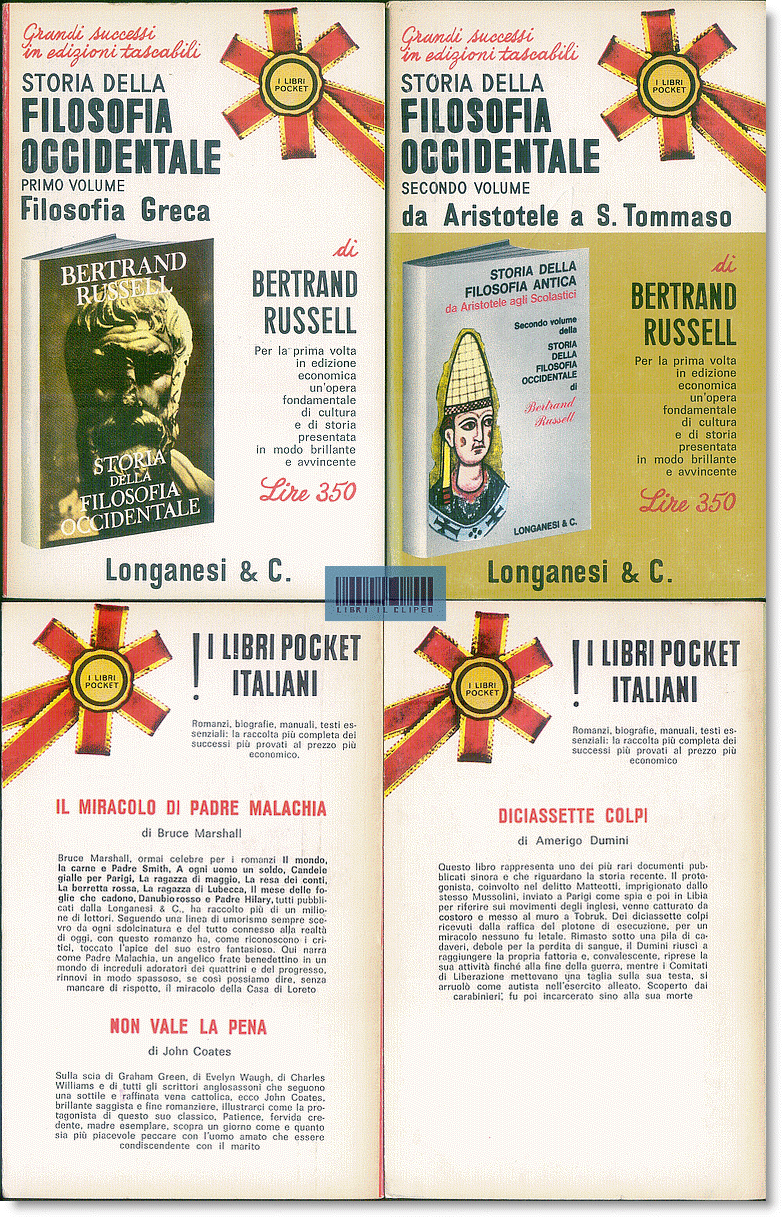 Grandi successi
in edizioni tascabili
I LIBRI
POCKET
STORIA DELLA
FILOSOFIA
OCCIDENTALE
PRIMO VOLUME
Filosofia Greca
BERTRAND
RUSSELL
STORIA
DELLA
FILOSOFIA
OCCIDENTALE
di
BERTRAND
RUSSELL
Per la prima volta
in edizione
economica
un'opera
fondamentale
di cultura
e di storia
presentata
in modo brillante
e avvincente
Lire 350
Longanesi & C.
Grandi successi
in edizioni tascabili
I LIBRI
POCKET
STORIA DELLA
FILOSOFIA
OCCIDENTALE
SECONDO VOLUME
da Aristotele a S. Tommaso
STORIA DELLA
FILOSOFIA ANTICA
da Aristotele agli Scolastici
Secondo volume
della
STORIA
DELLA
FILOSOFIA
OCCIDENTALE
di
Bertrand
Russell
LONGANESI & C.
di
BERTRAND
RUSSELL
Per la prima volta
in edizione
economica
un'opera
fondamentale
di cultura
e di storia
presentata
in modo brillante
e avvincente
Lire 350
Longanesi & C.
LIBRI IL CLIPEO
I LIBRI
POCKET
! I LIBRI POCKET
ITALIANI
Romanzi, biografie, manuali, testi es-
senziali: la raccolta più completa dei
successi più provati al prezzo più
economico.
IL MIRACOLO DI PADRE MALACHIA
di Bruce Marshall
Bruce Marshall, ormai celebre per i romanzi Il mondo,
la carne e Padre Smith, A ogni uomo un soldo, Candele
gialle per Parigi, La ragazza di maggio, La resa dei conti,
La berretta rossa, La ragazza di Lubecca, Il mese delle fo-
glie che cadono, Danubio rosso e Padre Hilary, tutti pubbli-
cati dalla Longanesi & C., ha raccolto più di un milio-
ne di lettori. Seguendo una linea di umorismo sempre sce-
vro da ogni sdolcinatura e del tutto connesso alla realtà
di oggi, con questo romanzo ha, come riconoscono i cri-
tici, toccato l'apice del suo estro fantasioso. Qui narra
come Padre Malachia, un angelico frate benedettino in un
mondo di increduli adoratori dei quattrini e del progresso,
rinnovi in modo spassoso, se così possiamo dire, senza
mancare di rispetto, il miracolo della Casa di Loreto
NON VALE LA PENA
di John Coates
Sulla scia di Graham Green, di Evelyn Waugh, di Charles
Williams e di tutti gli scrittori anglosassoni che seguono
una sottile e raffinata vena cattolica, ecco John Coates,
brillante saggista e fine romanziere, illustrarci come la pro-
tagonista di questo suo classico, Patience, fervida cre-
dente, madre esemplare, scopra un giorno come e quanto
sia più piacevole peccare con l'uomo amato che essere
condiscendente con il marito
I LIBRI
POCKET
! I LIBRI POCKET
ITALIANI
Romanzi, biografie, manuali, testi es-
senziali: la raccolta più completa dei
successi più provati al prezzo più
economico
DICIASSETTE COLPI
di Amerigo Dumini
Questo libro rappresenta uno dei più rari documenti pub-
blicati sinora e che riguardano la storia recente. Il prota-
gonista, coinvolto nel delitto Matteotti, imprigionato dallo
stesso Mussolini, inviato a Parigi come spia e poi in Libia
per riferire sui movimenti degli inglesi, venne catturato da
costoro e messo al muro a Tobruk. Dei diciassette colpi
ricevuti dalla raffica del plotone di esecuzione, per un
miracolo nessuno fu letale. Rimasto sotto una pila di ca-
daveri, debole per la perdita di sangue, il Dumini riuscì a
raggiungere la propria fattoria e, convalescente, riprese la
sua attività finché alla fine della guerra, mentre i Comitati
di Liberazione mettevano una taglia sulla sua testa, si
arruolò come autista nell'esercito alleato. Scoperto dai
carabinieri, fu poi incarcerato sino alla sua morte